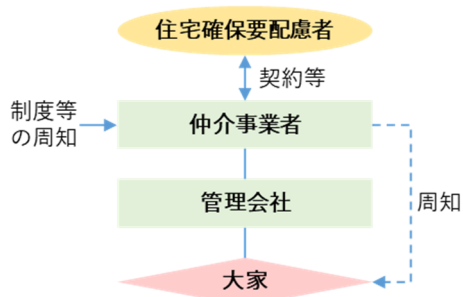 住宅確保要配慮者
契約等
制度等
の周知
仲介事業者
管理会社
周知
大家